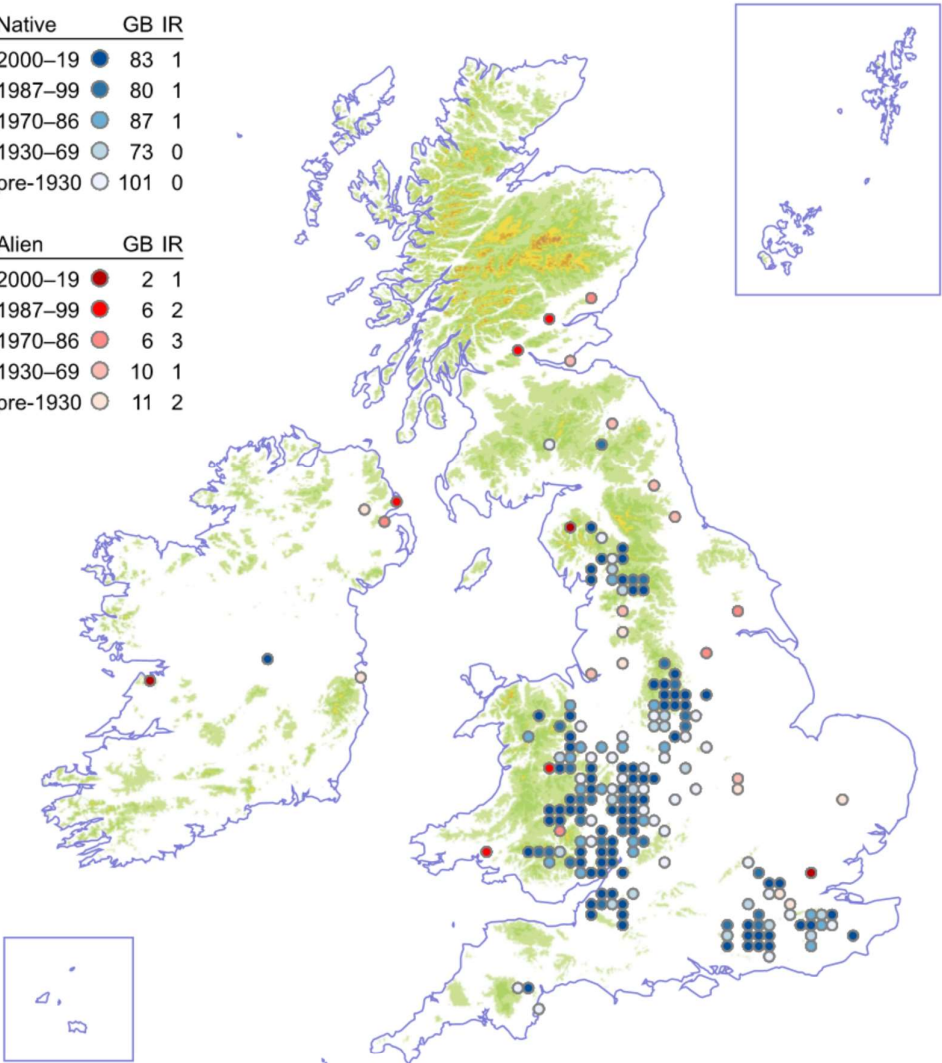 Native GB IR
2000–19 83 1
1987–99 80 1
1970–86 87 1
1930–69 73 0
pre-1930 101 0
Alien GB IR
2000–19 2 1
1987–99 6 2
1970–86 6 3
1930–69 10 1
pre-1930 11 2